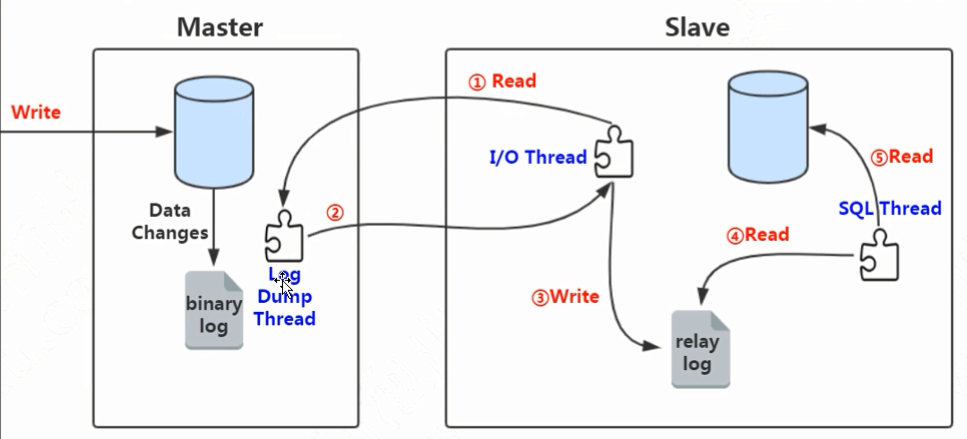 Master
Slave
Write
① Read
I/O Thread
⑤Read
Data
Changes
②
SQL Thread
④Read
Log
Dump
Thread
binary
log
③Write
relay
log